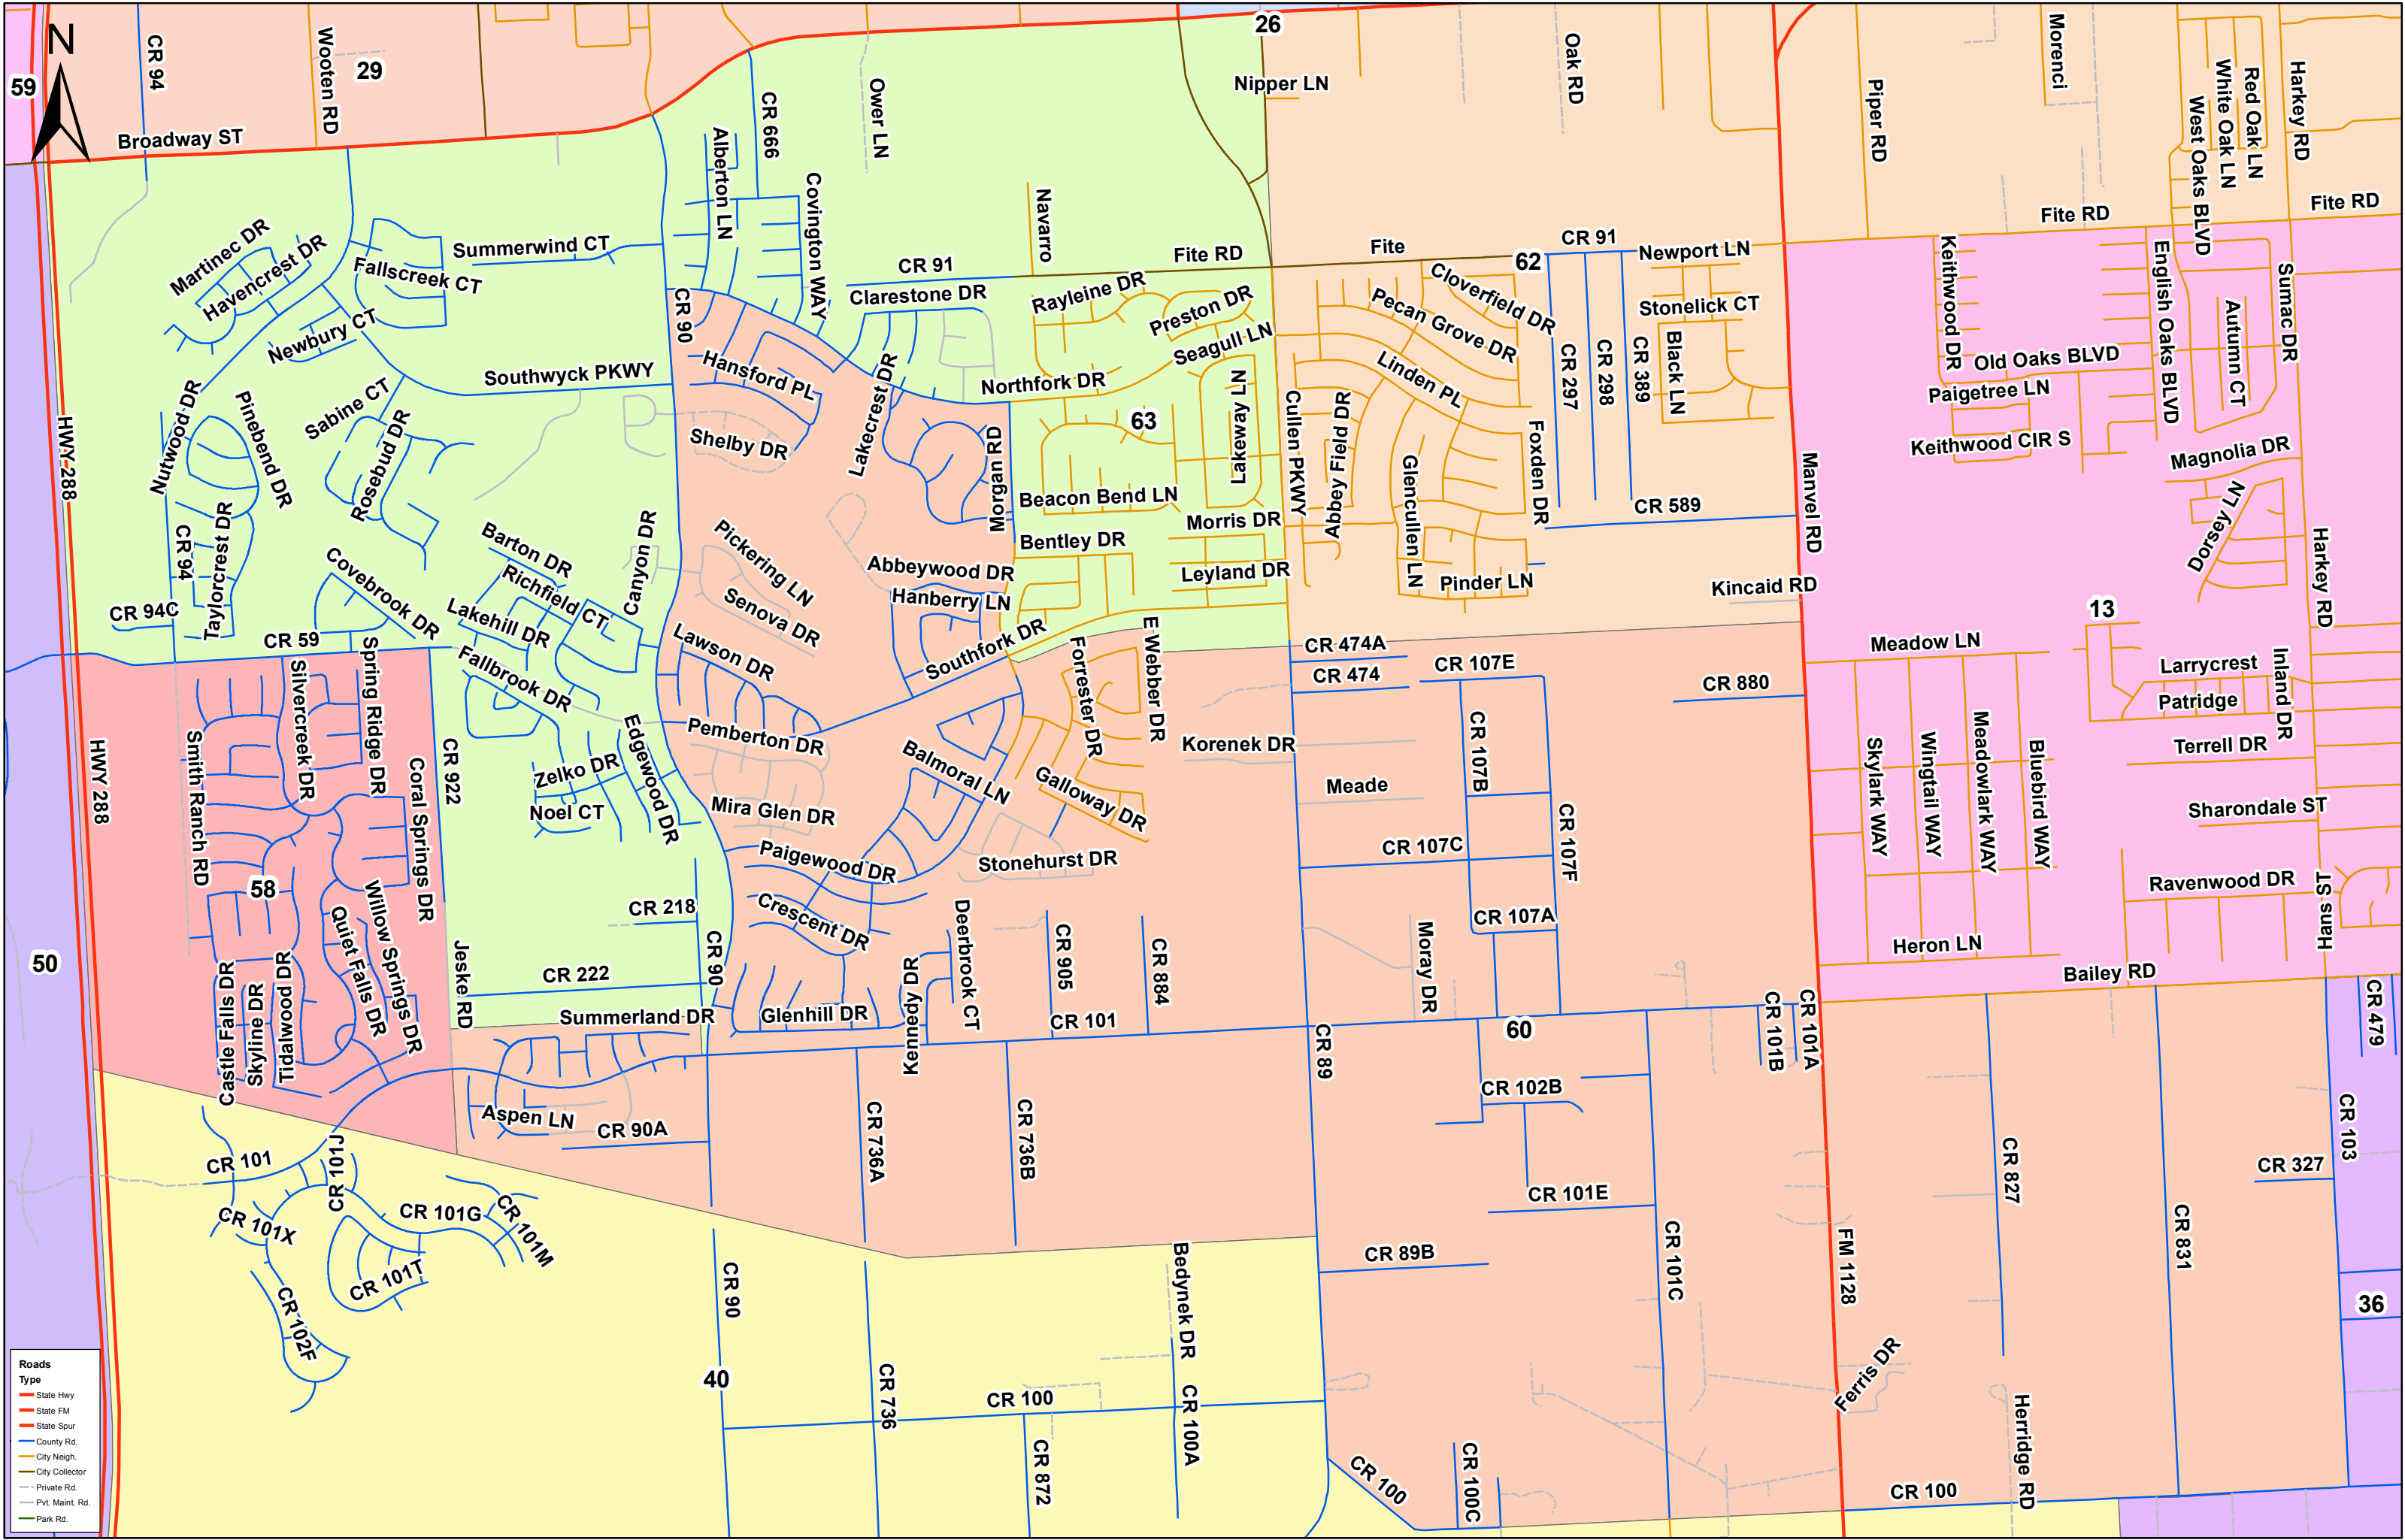 26
N
CR 94
Wooten RD
29
59
Broadway ST
CR 666
Ower LN
Nipper LN
Oak RD
Piper RD
Morenci
White Oak LN
Red Oak LN
Harkey RD
West Oaks BLVD
Alberton LN
Covington WAY
Navarro
Martinec DR
Havencrest DR
Fallscreek CT
Summerwind CT
CR 91
Fite RD
Fite
62
CR 91
Newport LN
Fite RD
Fite RD
Newbury CT
CR 90
Clarestone DR
Rayleine DR
Preston DR
Seagull LN
Cloverfield DR
Pecan Grove DR
Stonelick CT
Keithwood DR
English Oaks BLVD
Sumac DR
Autumn CT
HWY 288
Nutwood DR
Pinebend DR
Sabine CT
Rosebud DR
Southwyck PKWY
Hansford PL
Shelby DR
Lakecrest DR
Northfork DR
63
Lakeway LN
Cullen PKWY
Linden PL
CR 297
CR 298
CR 389
Black LN
Old Oaks BLVD
Paigetree LN
Keithwood CIR S
Magnolia DR
Morgan RD
Beacon Bend LN
Morris DR
Abbey Field DR
Glencullen LN
Foxden DR
CR 589
Manvel RD
Dorsey LN
CR 94
Taylorcrest DR
CR 94C
CR 59
Covebrook DR
Barton DR
Richfield CT
Lakehill DR
Canyon DR
Pickering LN
Senova DR
Abbeywood DR
Hanberry LN
Bentley DR
Leyland DR
Pinder LN
Kincaid RD
13
Harkey RD
Smith Ranch RD
Silvercreek DR
Spring Ridge DR
Coral Springs DR
CR 922
Fallbrook DR
Lawson DR
Southfork DR
Forrester DR
E Webber DR
CR 474A
CR 474
CR 107E
CR 880
Meadow LN
Larrycrest
Patridge
Inland DR
HWY 288
Zelko DR
Noel CT
Edgewood DR
Pemberton DR
Mira Glen DR
Balmoral LN
Galloway DR
Korenek DR
Meade
CR 107B
CR 107F
CR 107C
Skylark WAY
Wingtail WAY
Meadowlark WAY
Bluebird WAY
Terrell DR
Sharondale ST
58
Willow Springs DR
Quiet Falls DR
CR 218
Paigewood DR
Stonehurst DR
Crescent DR
CR 107A
Ravenwood DR
Hans ST
50
Castle Falls DR
Skyline DR
Tidalwood DR
Jeske RD
CR 222
CR 90
Deerbrook CT
Kennedy DR
CR 905
CR 884
Moray DR
Heron LN
Bailey RD
Summerland DR
Glenhill DR
CR 101
CR 89
60
CR 101B
CR 101A
CR 479
Aspen LN
CR 90A
CR 736A
CR 736B
CR 102B
CR 103
CR 101
CR 101J
CR 101X
CR 101G
CR 101M
CR 101T
CR 102F
CR 101E
CR 827
CR 327
CR 90
Bedynek DR
CR 89B
CR 101C
FM 1128
CR 831
36
40
CR 736
CR 100
CR 872
CR 100A
CR 100
CR 100C
Ferris DR
Herridge RD
CR 100
Roads
Type
State Hwy
State FM
State Spur
County Rd.
City Neigh.
City Collector
Private Rd.
Pvt. Maint. Rd.
Park Rd.